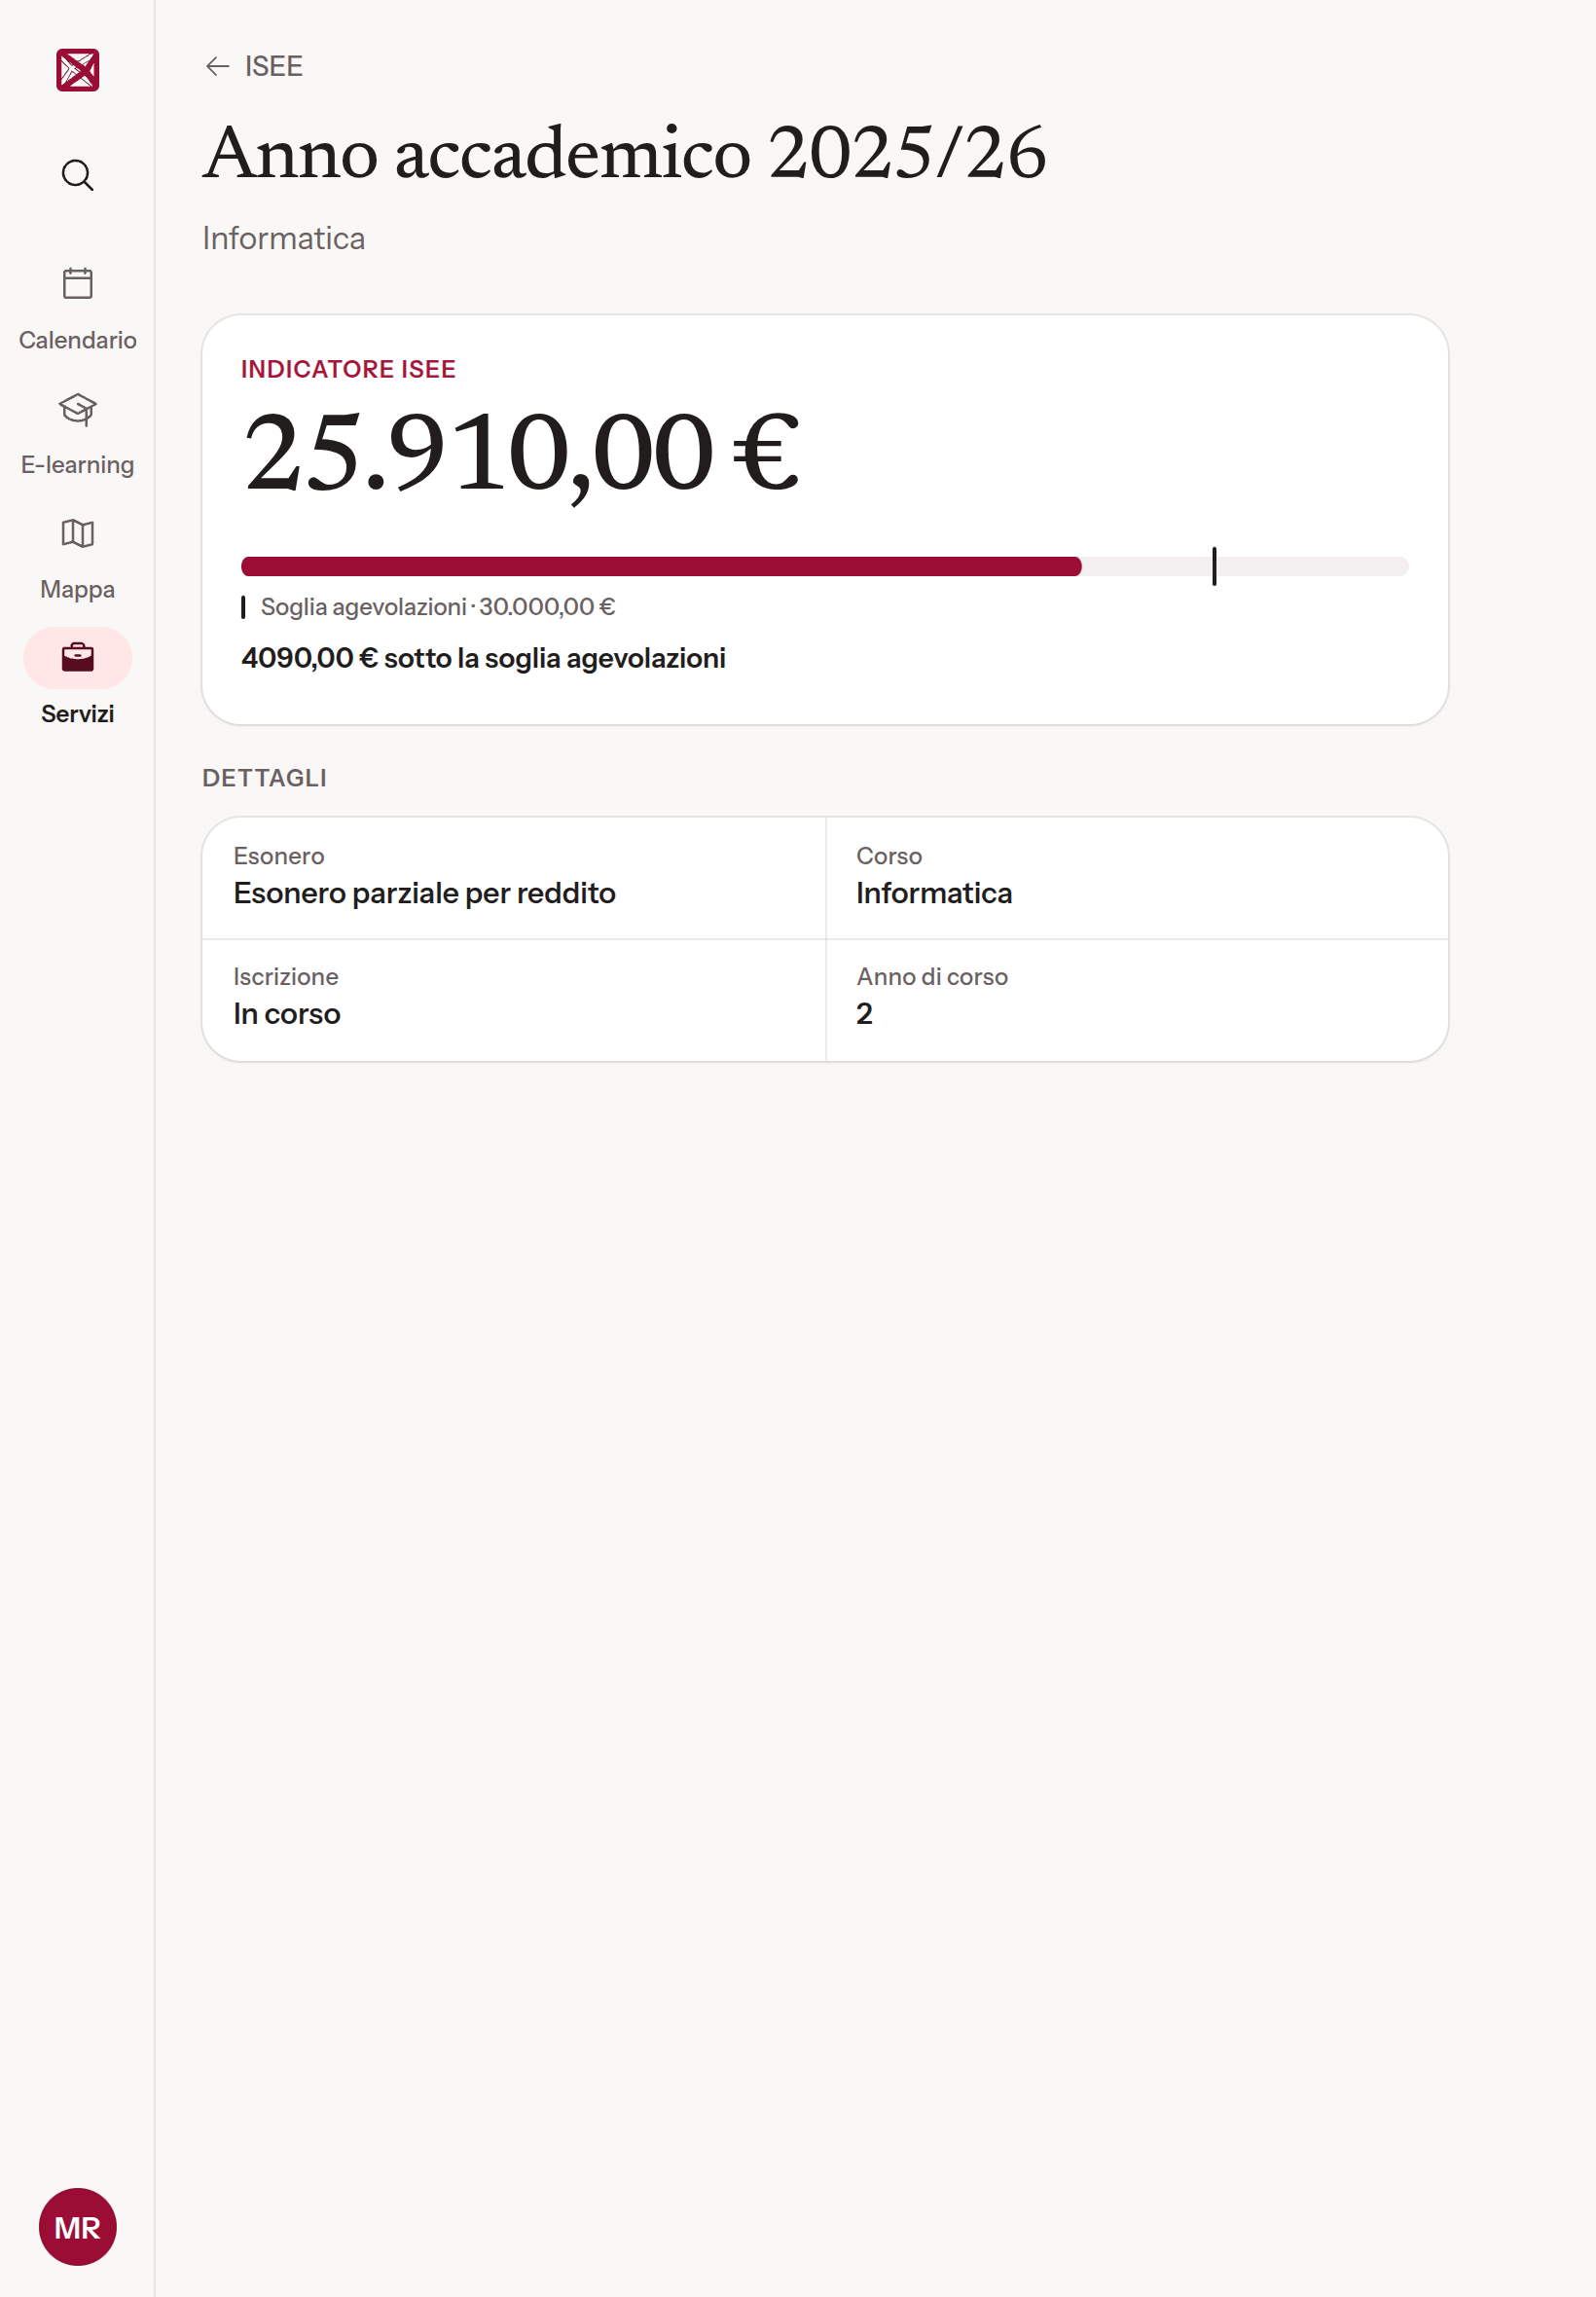 ISEE
Anno accademico 2025/26
Informatica
Calendario
E-learning
Mappa
Servizi
INDICATORE ISEE
25.910,00 €
Soglia agevolazioni · 30.000,00 €
4090,00 € sotto la soglia agevolazioni
DETTAGLI
Esonero
Esonero parziale per reddito
Corso
Informatica
Iscrizione
In corso
Anno di corso
2
MR